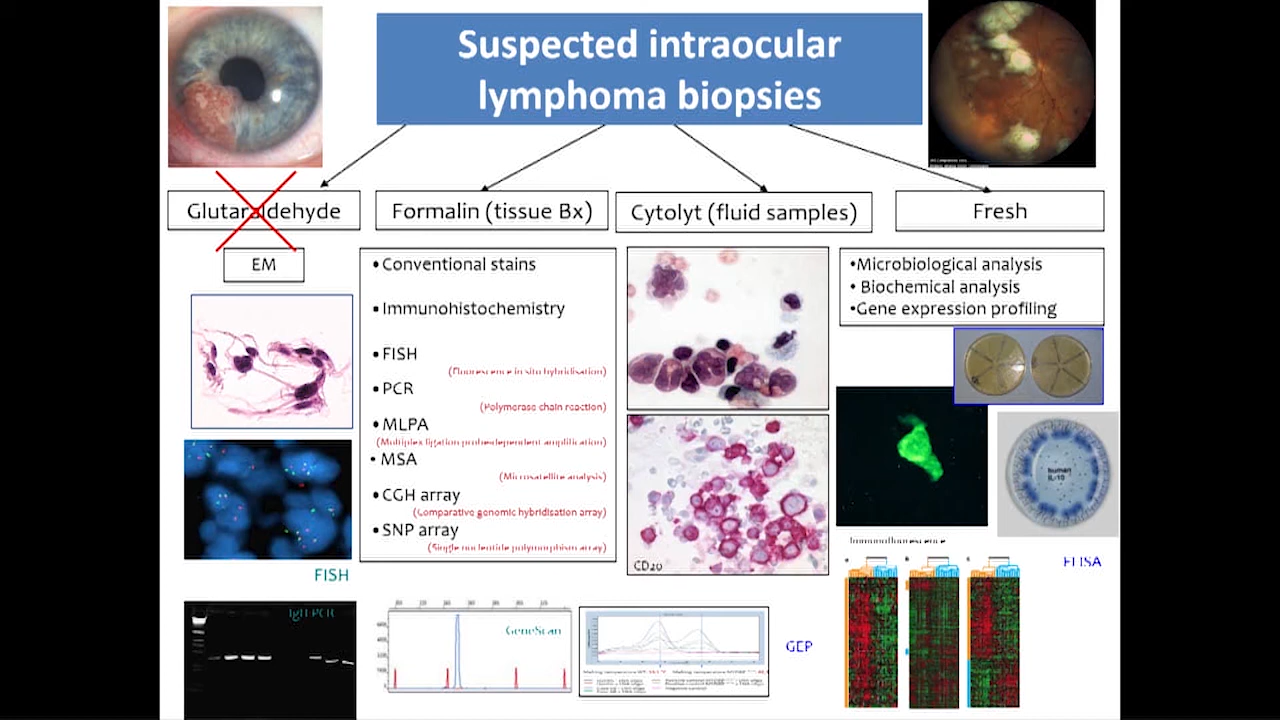 Suspected intraocular
lymphoma biopsies
Glutaraldehyde
Formalin (tissue Bx)
Cytolyt (fluid samples)
Fresh
EM
•Conventional stains
•Immunohistochemistry
•FISH
(Fluorescence in situ hybridisation)
•PCR
(Polymerase chain reaction)
•MLPA
(Multiplex ligation probe dependent amplification)
•MSA
(Microsatellite analysis)
•CGH array
(Comparative genomic hybridisation array)
•SNP array
(Single nucleotide polymorphism array)
•Microbiological analysis
• Biochemical analysis
•Gene expression profiling
human
IL-10
CD20
Immunofluorescence
ELISA
FISH
IgH PCR
GeneScan
GEP